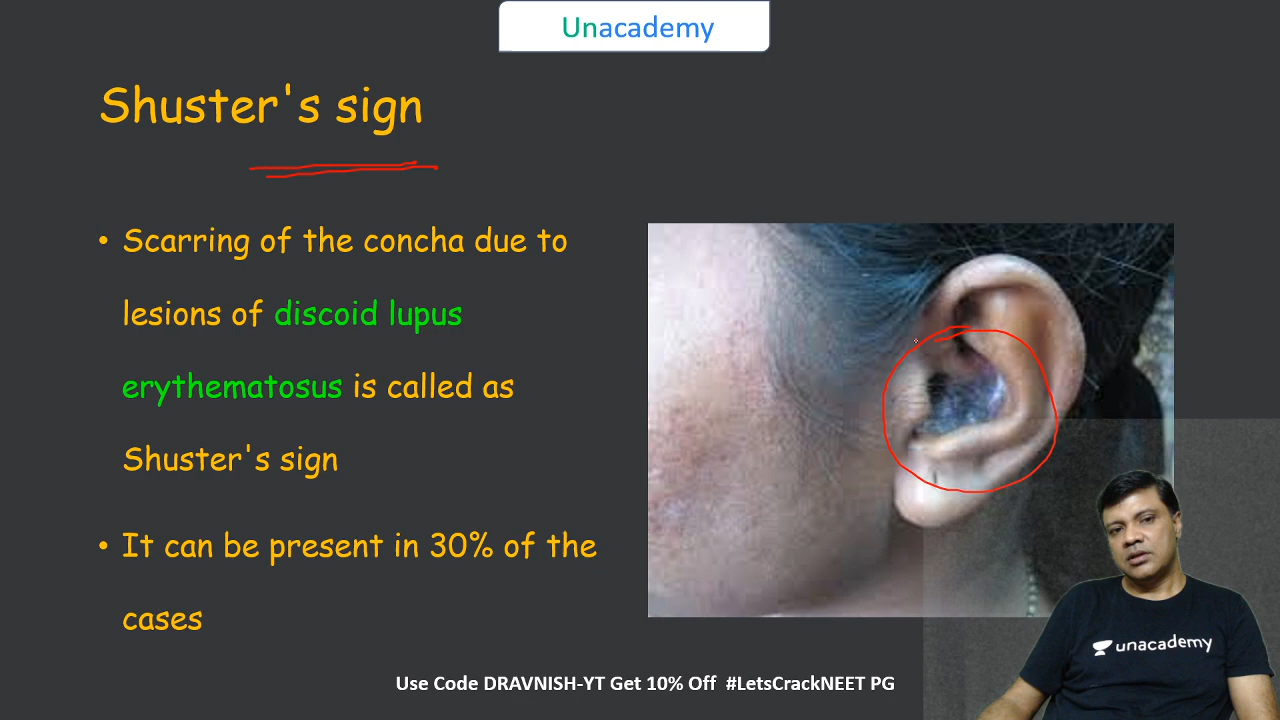 Unacademy
Shuster's sign
• Scarring of the concha due to
lesions of discoid lupus
erythematosus is called as
Shuster's sign
• It can be present in 30% of the
cases
unacademy
Use Code DRAVNISH-YT Get 10% Off #LetsCrackNEET PG